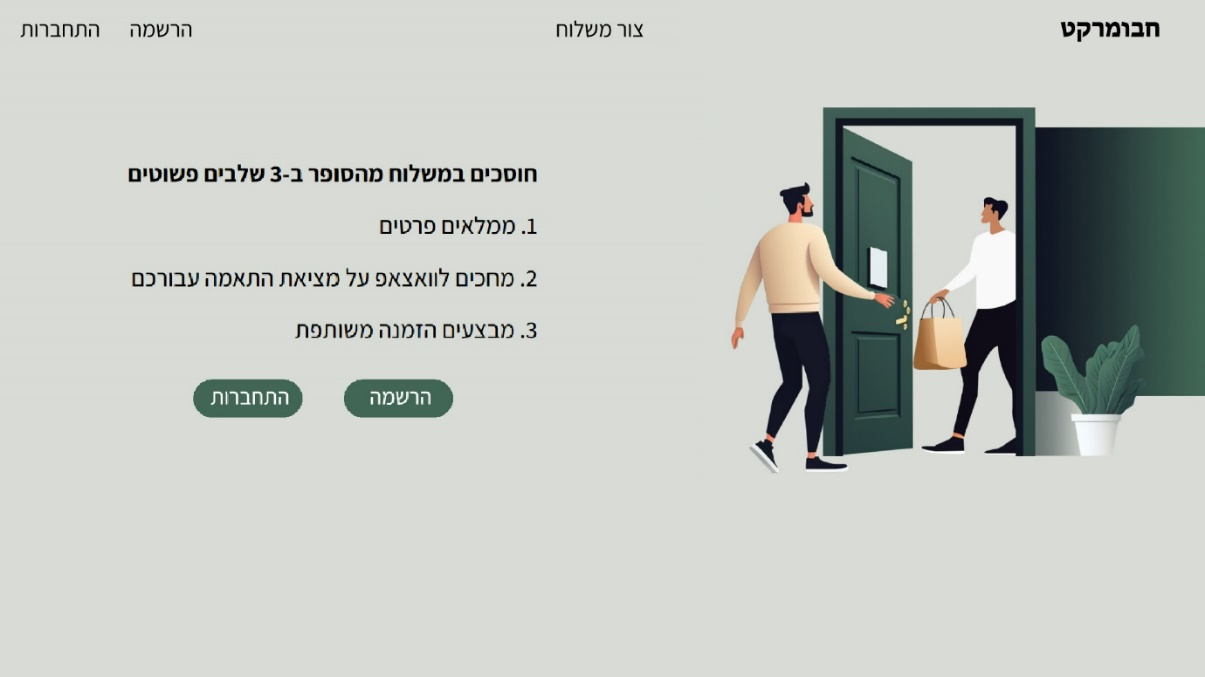 חבומרקט
צור משלוח
הרשמה
התחברות
חוסכים במשלוח מהסופר ב-3 שלבים פשוטים
1. ממלאים פרטים
2. מחכים לוואצאפ על מציאת התאמה עבורכם
3. מבצעים הזמנה משותפת
הרשמה
התחברות